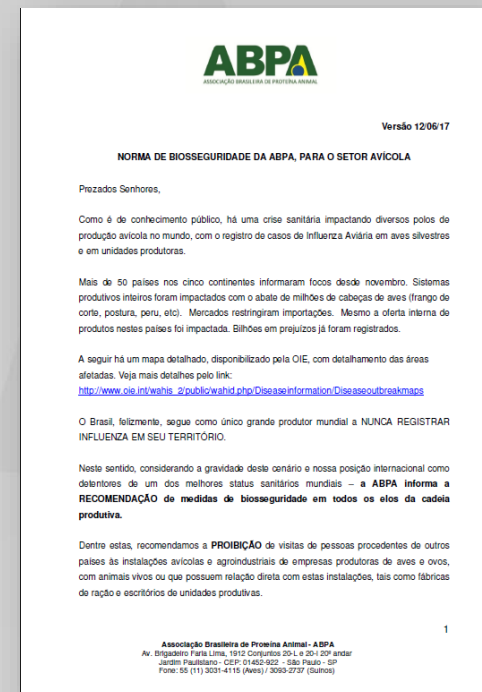 ABPA
ASSOCIAÇÃO BRASILEIRA DE PROTEÍNA ANIMAL
Versão 12/06/17
NORMA DE BIOSSEGURIDADE DA ABPA, PARA O SETOR AVÍCOLA
Prezados Senhores,
Como é de conhecimento público, há uma crise sanitária impactando diversos polos de
produção avícola no mundo, com o registro de casos de Influenza Aviária em aves silvestres
e em unidades produtoras.
Mais de 50 países nos cinco continentes informaram focos desde novembro. Sistemas
produtivos inteiros foram impactados com o abate de milhões de cabeças de aves (frango de
corte, postura, peru, etc). Mercados restringiram importações. Mesmo a oferta interna de
produtos nestes países foi impactada. Bilhões em prejuízos já foram registrados.
A seguir há um mapa detalhado, disponibilizado pela OIE, com detalhamento das áreas
afetadas. Veja mais detalhes pelo link:
http://www.oie.int/wahis_2/public/wahid.php/Diseaseinformation/Diseaseoutbreakmaps
O Brasil, felizmente, segue como único grande produtor mundial a NUNCA REGISTRAR
INFLUENZA EM SEU TERRITÓRIO.
Neste sentido, considerando a gravidade deste cenário e nossa posição internacional como
detentores de um dos melhores status sanitários mundiais – a ABPA informa a
RECOMENDAÇÃO de medidas de biosseguridade em todos os elos da cadeia
produtiva.
Dentre estas, recomendamos a PROIBIÇÃO de visitas de pessoas procedentes de outros
países às instalações avícolas e agroindustriais de empresas produtoras de aves e ovos,
com animais vivos ou que possuem relação direta com estas instalações, tais como fábricas
de ração e escritórios de unidades produtivas.
1
Associação Brasileira de Proteína Animal - ABPA
Av. Brigadeiro Faria Lima, 1912 Conjuntos 20-L e 20-I 20º andar
Jardim Paulistano - CEP: 01452-922 - São Paulo - SP
Fone: 55 (11) 3031-4115 (Aves) / 3093-2737 (Suínos)